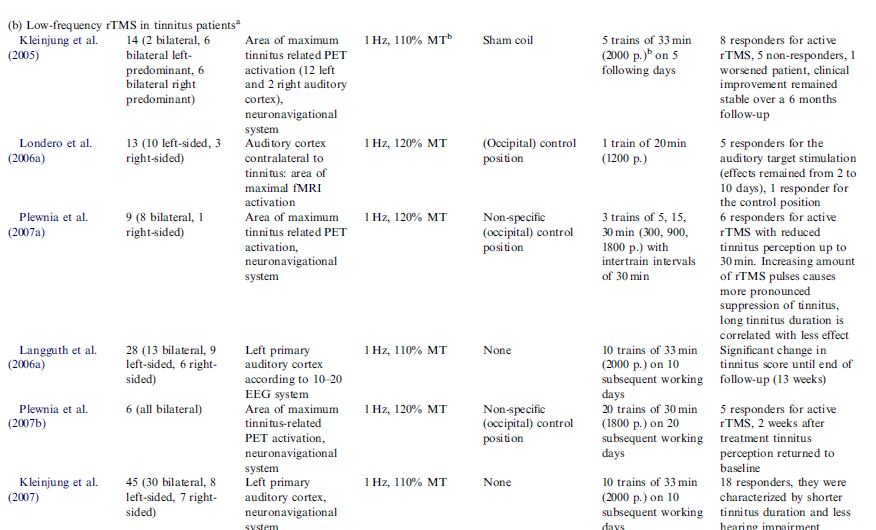 (b) Low-frequency rTMS in tinnitus patientsa
Kleinjung et al. (2005)
14 (2 bilateral, 6 bilateral left-predominant, 6 bilateral right predominant)
Area of maximum tinnitus related PET activation (12 left and 2 right auditory cortex), neuronavigational system
1 Hz, 110% MTb
Sham coil
5 trains of 33 min (2000 p.)b on 5 following days
8 responders for active rTMS, 5 non-responders, 1 worsened patient, clinical improvement remained stable over a 6 months follow-up
Londero et al. (2006a)
13 (10 left-sided, 3 right-sided)
Auditory cortex contralateral to tinnitus: area of maximal fMRI activation
1 Hz, 120% MT
(Occipital) control position
1 train of 20min (1200 p.)
5 responders for the auditory target stimulation (effects remained from 2 to 10 days), 1 responder for the control position
Plewnia et al. (2007a)
9 (8 bilateral, 1 right-sided)
Area of maximum tinnitus related PET activation, neuronavigational system
1 Hz, 120% MT
Non-specific (occipital) control position
3 trains of 5, 15, 30 min (300, 900, 1800 p.) with intertrain intervals of 30 min
6 responders for active rTMS with reduced tinnitus perception up to 30 min. Increasing amount of rTMS pulses causes more pronounced suppression of tinnitus, long tinnitus duration is correlated with less effect
Langguth et al. (2006a)
28 (13 bilateral, 9 left-sided, 6 right-sided)
Left primary auditory cortex according to 10–20 EEG system
1 Hz, 110% MT
None
10 trains of 33 min (2000 p.) on 10 subsequent working days
Significant change in tinnitus score until end of follow-up (13 weeks)
Plewnia et al. (2007b)
6 (all bilateral)
Area of maximum tinnitus-related PET activation, neuronavigational system
1 Hz, 120% MT
Non-specific (occipital) control position
20 trains of 30 min (1800 p.) on 20 subsequent working days
5 responders for active rTMS, 2 weeks after treatment tinnitus perception returned to baseline
Kleinjung et al. (2007)
45 (30 bilateral, 8 left-sided, 7 right-sided)
Left primary auditory cortex, neuronavigational system
1 Hz, 110% MT
None
10 trains of 33 min (2000 p.) on 10 subsequent working days
18 responders, they were characterized by shorter tinnitus duration and less hearing impairment